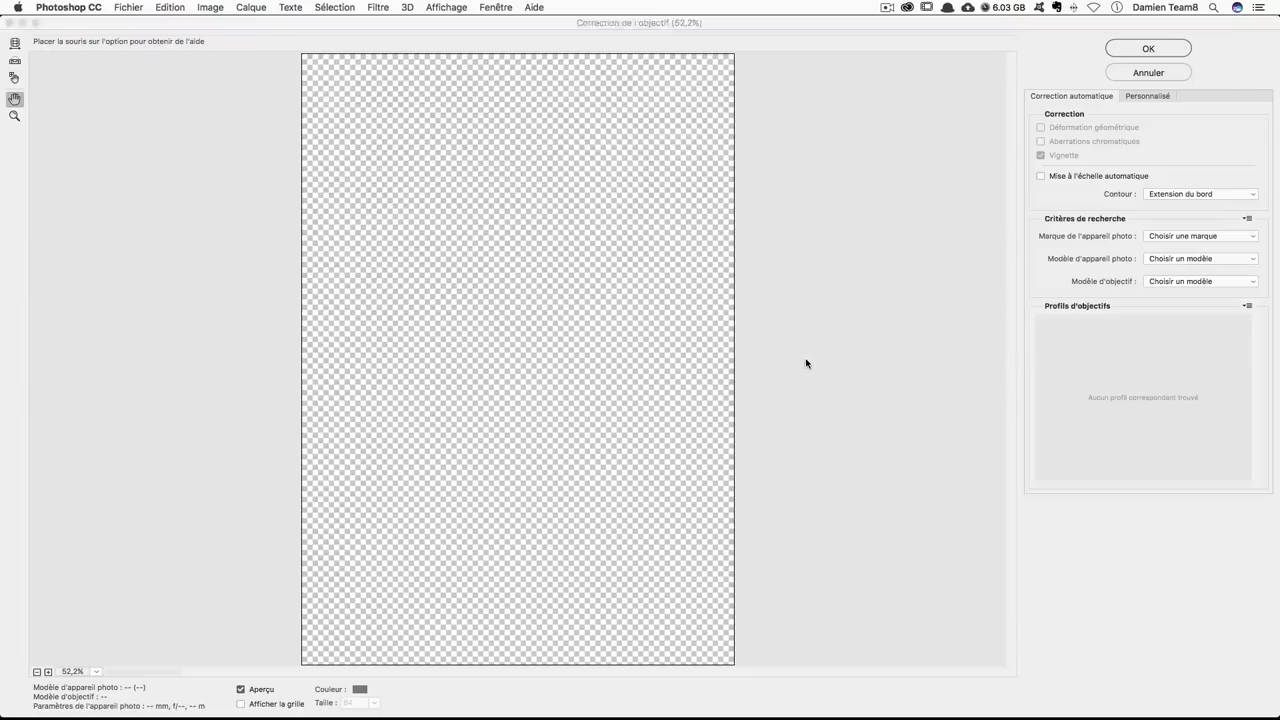 Photoshop CC Fichier Edition Image Calque Texte Sélection Filtre 3D Affichage Fenêtre Aide 6.03 GB Damien Team8
Correction de l'objectif (52,2%)
Placer la souris sur l'option pour obtenir de l'aide
OK
Annuler
Correction automatique Personnalisé
Correction
Déformation géométrique
Aberrations chromatiques
Vignette
Mise à l'échelle automatique
Contour : Extension du bord
Critères de recherche
Marque de l'appareil photo : Choisir une marque
Modèle d'appareil photo : Choisir un modèle
Modèle d'objectif : Choisir un modèle
Profils d'objectifs
Aucun profil correspondant trouvé
52,2%
Modèle d'appareil photo : -- (--)
Modèle d'objectif : --
Paramètres de l'appareil photo : -- mm, f/--, -- m
Aperçu Couleur :
Afficher la grille Taille : 64